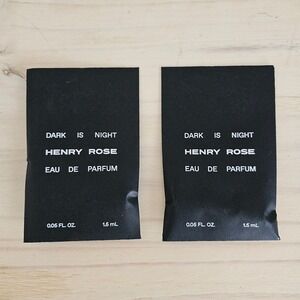 DARK IS NIGHT
HENRY ROSE
EAU DE PARFUM
0.05 FL. OZ. 1.5 mL
DARK IS NIGHT
HENRY ROSE
EAU DE PARFUM
0.05 FL. OZ. 1.5 mL